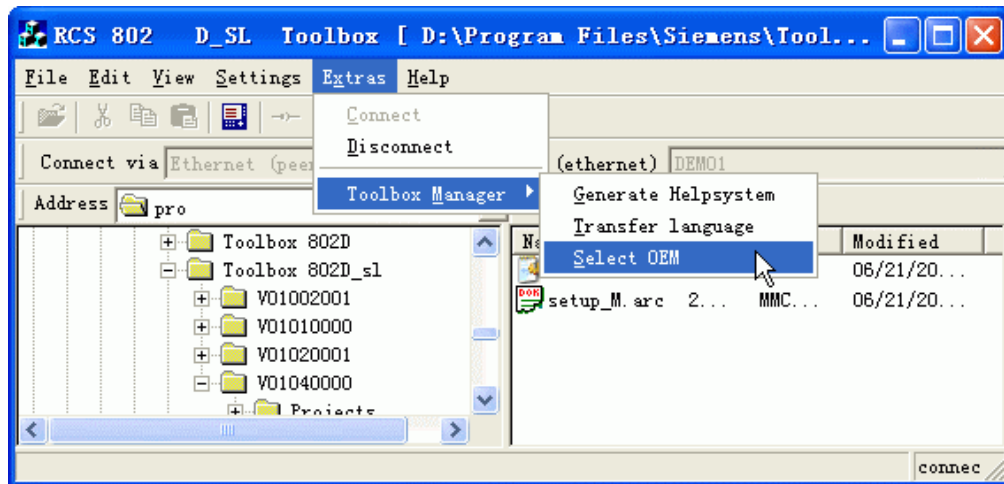 RCS 802 D_SL Toolbox [ D:\Program Files\Siemens\Tool...
File Edit View Settings Extras Help
Connect
Disconnect
Toolbox Manager
Generate Helpsystem
Transfer language
Select OEM
Connect via Ethernet (peer (ethernet) DEMO1
Address pro
Toolbox 802D
Toolbox 802D_sl
V01002001
V01010000
V01020001
V01040000
Projects
Modified
06/21/20...
setup_M.arc 2... MMC... 06/21/20...
connec